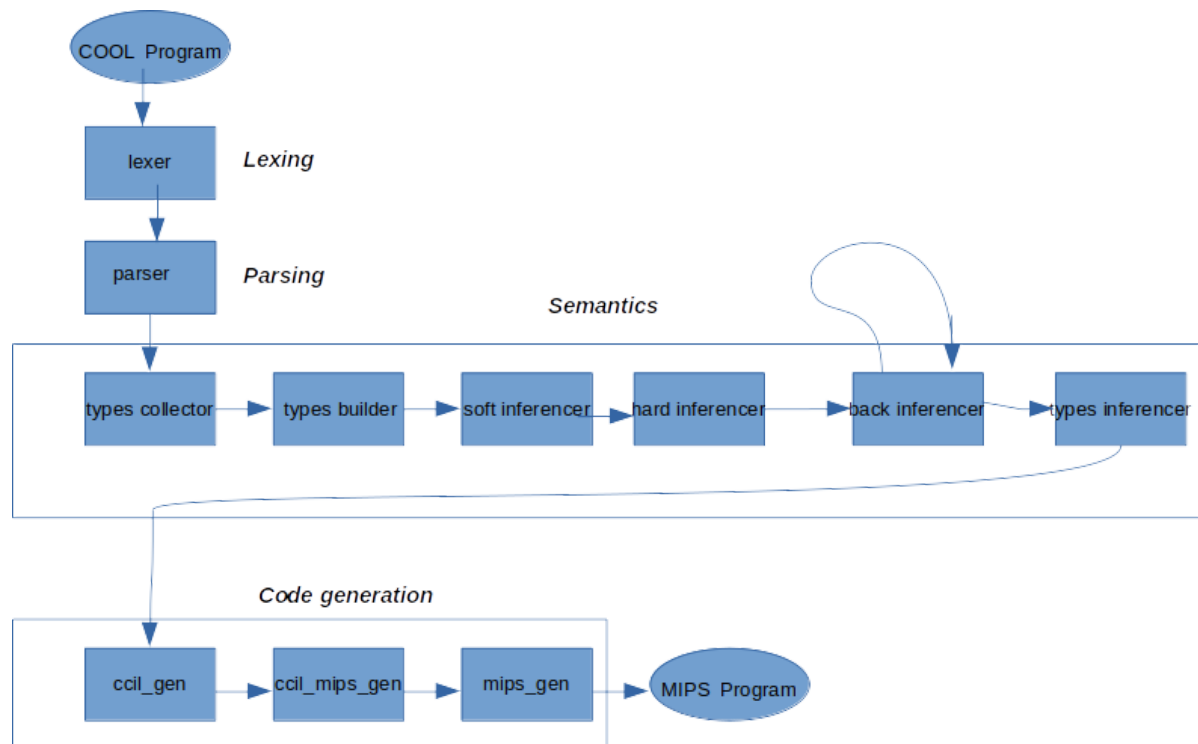 COOL Program
lexer
Lexing
parser
Parsing
Semantics
types collector
types builder
soft inferencer
hard inferencer
back inferencer
types inferencer
Code generation
ccil_gen
ccil_mips_gen
mips_gen
MIPS Program